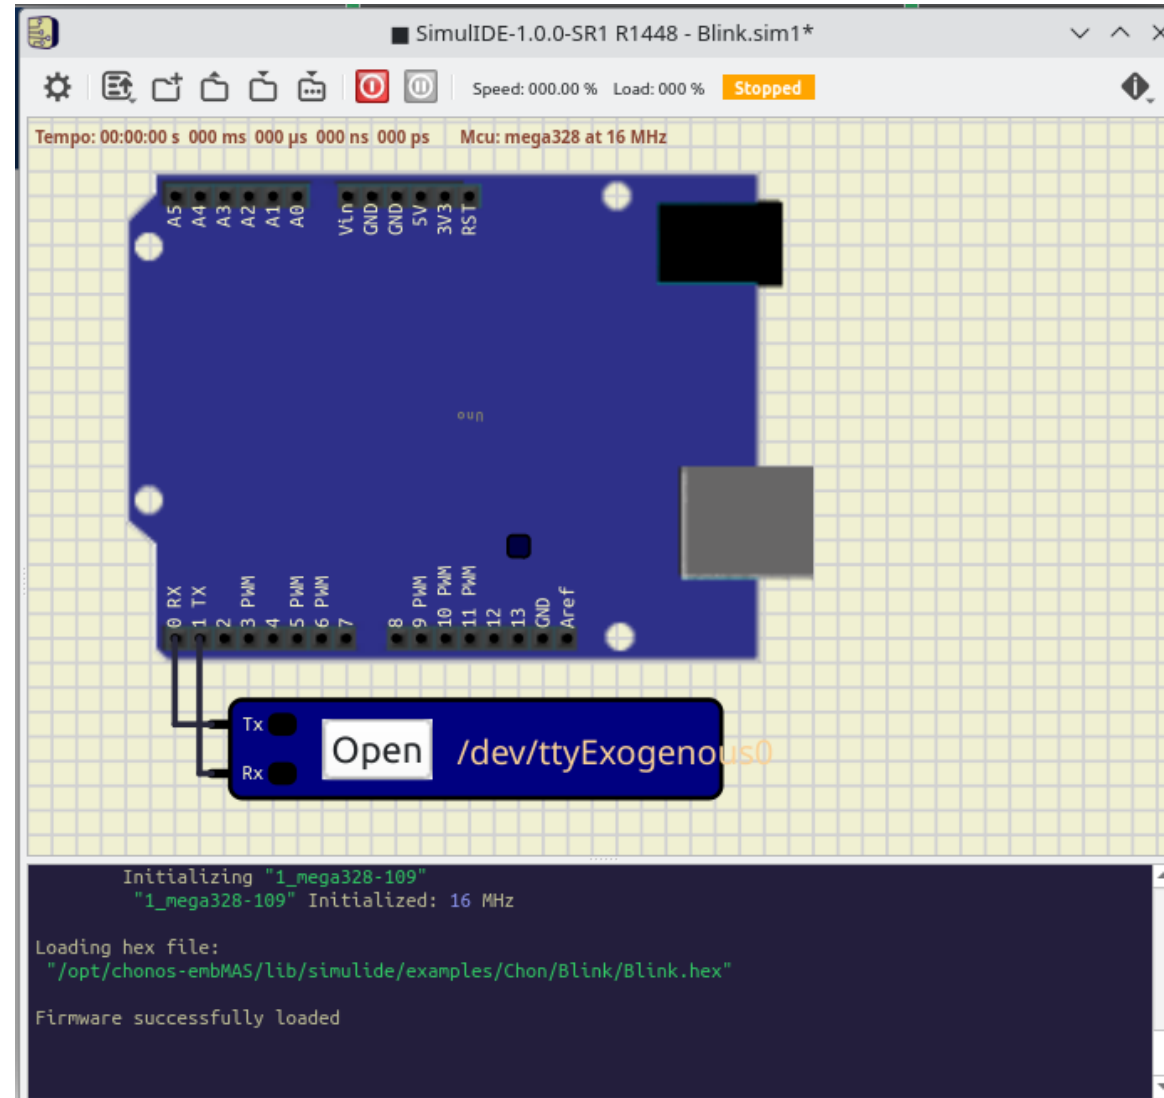 SimulIDE-1.0.0-SR1 R1448 - Blink.sim1*
Speed: 000.00 % Load: 000 % Stopped
Tempo: 00:00:00 s 000 ms 000 µs 000 ns 000 ps Mcu: mega328 at 16 MHz
A5 A4 A3 A2 A1 A0 Vin GND GND 5V 3V3 RST
Uno
0 RX 1 TX 2 3 PWM 4 5 PWM 6 PWM 7 8 9 PWM 10 PWM 11 PWM 12 13 GND Aref
Tx
Open /dev/ttyExogenous0
Rx
Initializing "1_mega328-109"
"1_mega328-109" Initialized: 16 MHz
Loading hex file:
"/opt/chonos-embMAS/lib/simulide/examples/Chon/Blink/Blink.hex"
Firmware successfully loaded